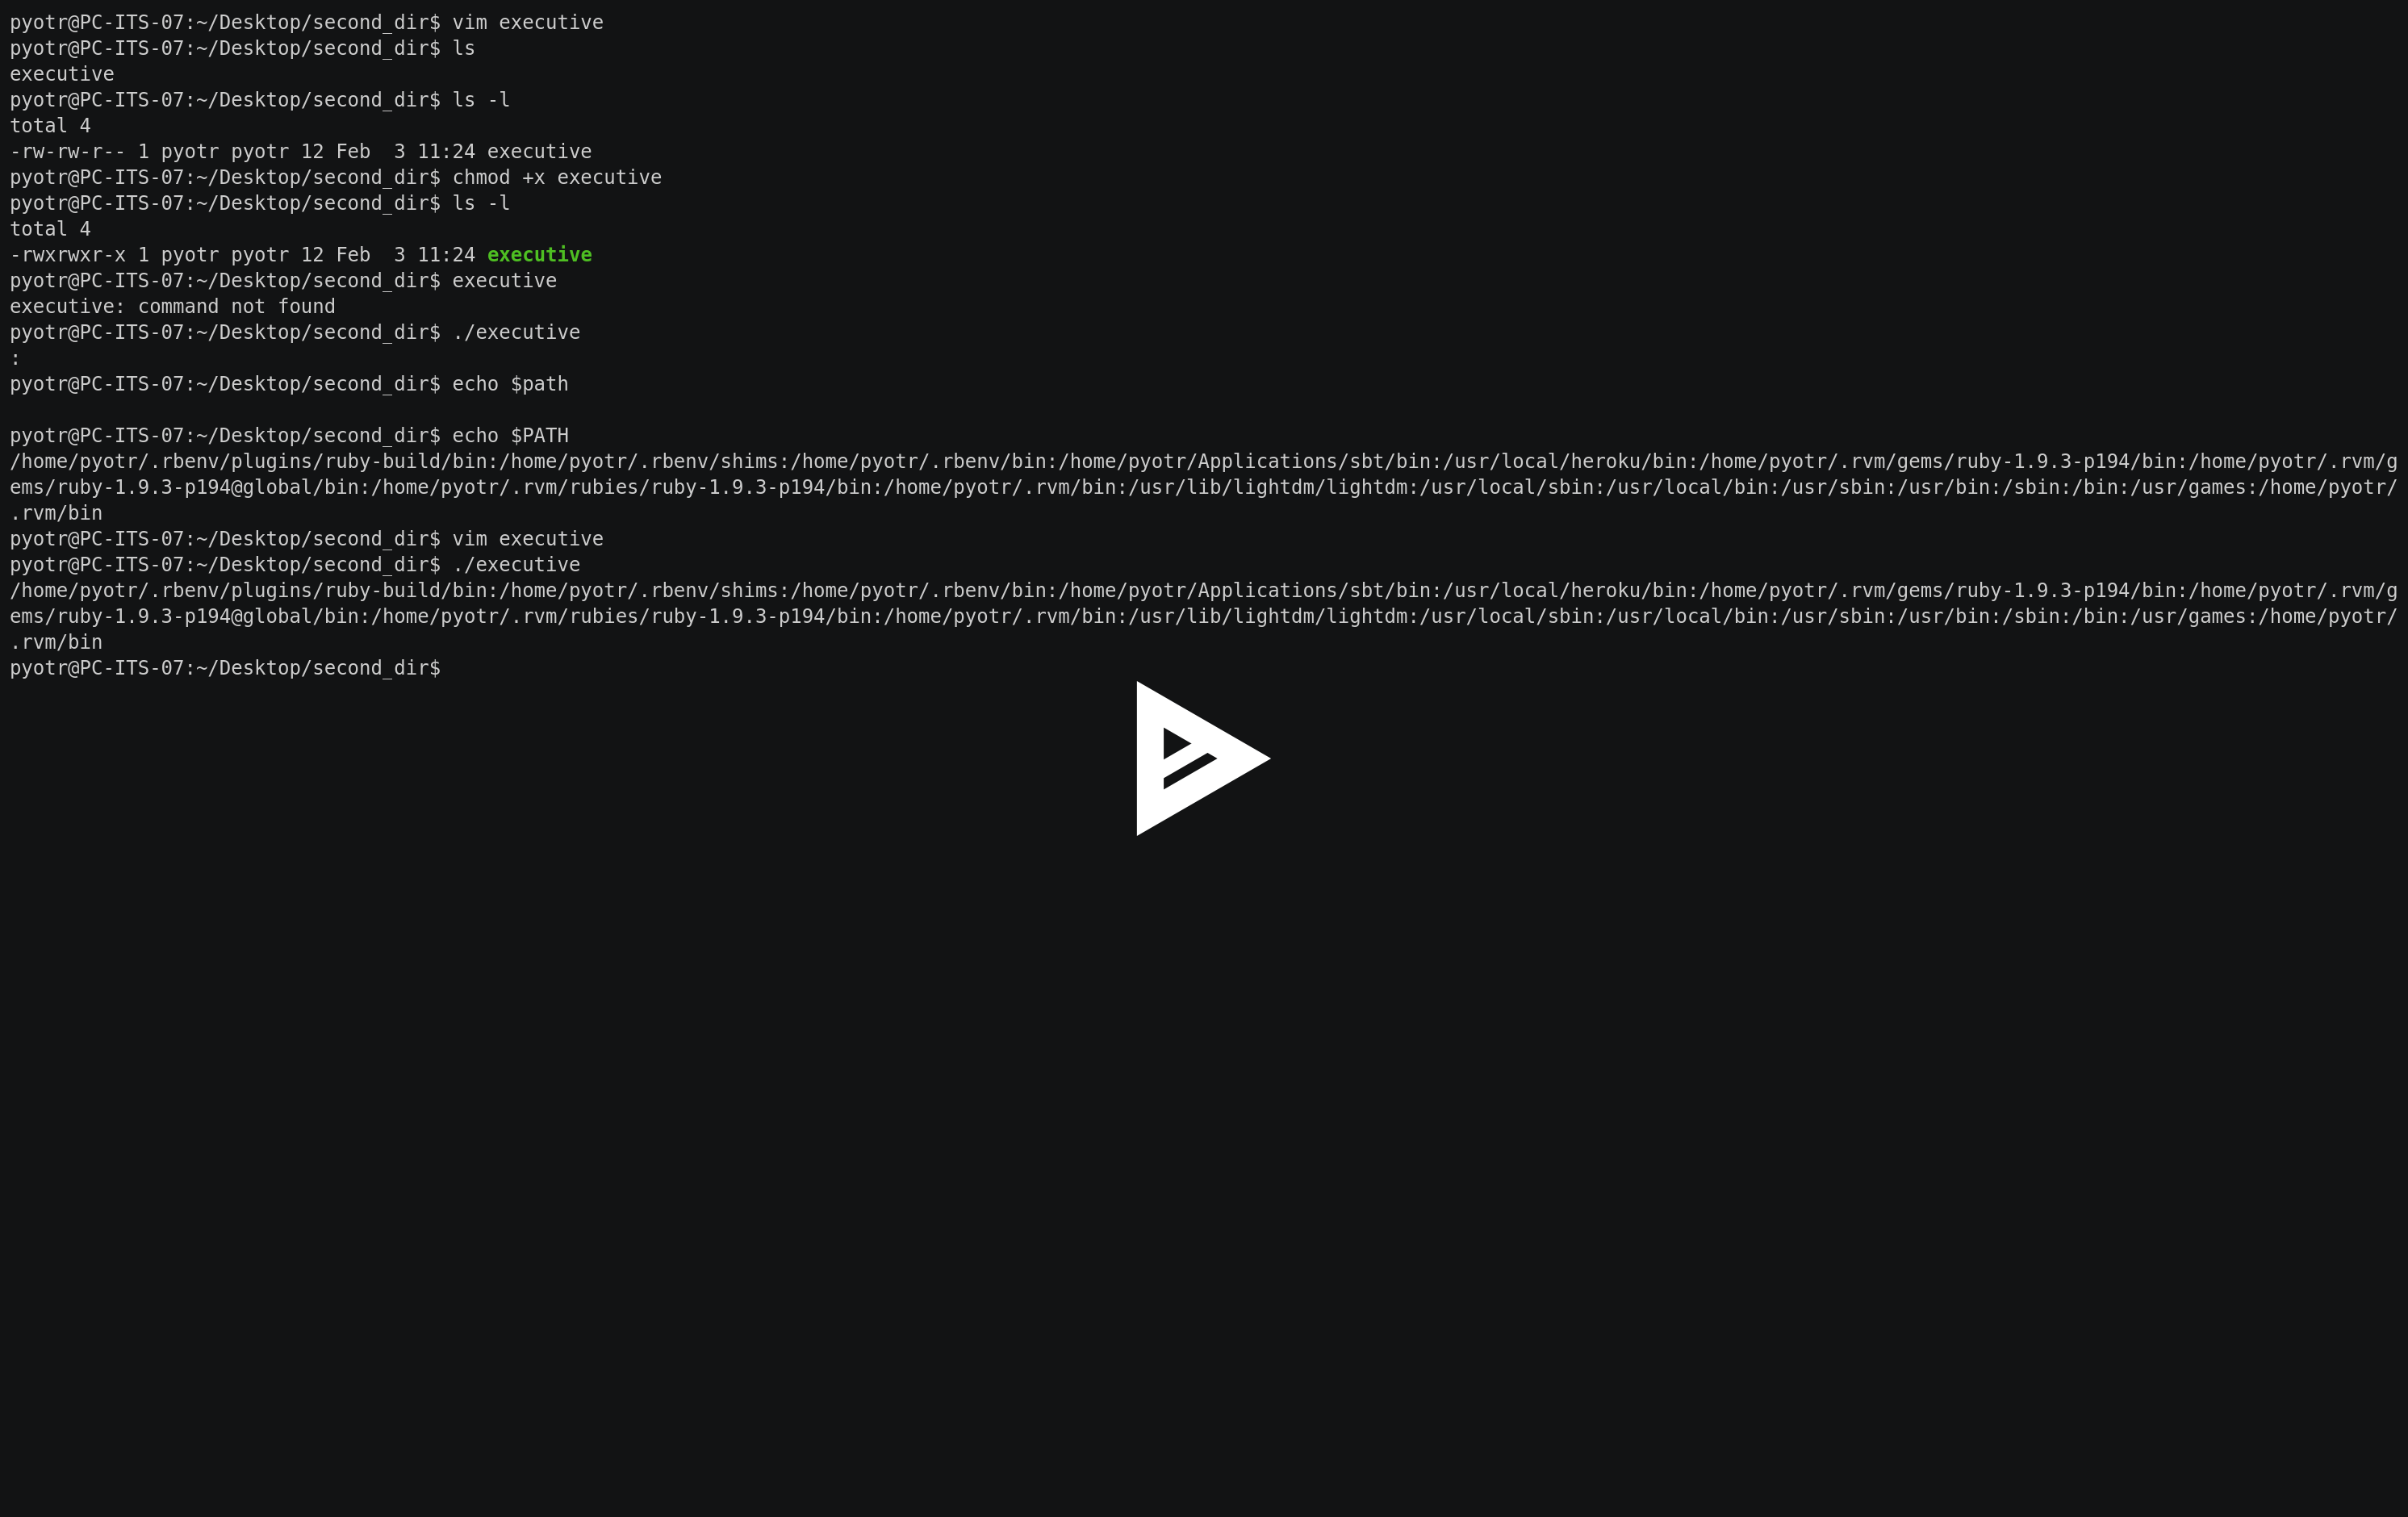 pyotr@PC-ITS-07:~/Desktop/second_dir$ vim executive
pyotr@PC-ITS-07:~/Desktop/second_dir$ ls
executive
pyotr@PC-ITS-07:~/Desktop/second_dir$ ls -l
total 4
-rw-rw-r-- 1 pyotr pyotr 12 Feb  3 11:24 executive
pyotr@PC-ITS-07:~/Desktop/second_dir$ chmod +x executive
pyotr@PC-ITS-07:~/Desktop/second_dir$ ls -l
total 4
-rwxrwxr-x 1 pyotr pyotr 12 Feb  3 11:24 executive
pyotr@PC-ITS-07:~/Desktop/second_dir$ executive
executive: command not found
pyotr@PC-ITS-07:~/Desktop/second_dir$ ./executive
:
pyotr@PC-ITS-07:~/Desktop/second_dir$ echo $path

pyotr@PC-ITS-07:~/Desktop/second_dir$ echo $PATH
/home/pyotr/.rbenv/plugins/ruby-build/bin:/home/pyotr/.rbenv/shims:/home/pyotr/.rbenv/bin:/home/pyotr/Applications/sbt/bin:/usr/local/heroku/bin:/home/pyotr/.rvm/gems/ruby-1.9.3-p194/bin:/home/pyotr/.rvm/g
ems/ruby-1.9.3-p194@global/bin:/home/pyotr/.rvm/rubies/ruby-1.9.3-p194/bin:/home/pyotr/.rvm/bin:/usr/lib/lightdm/lightdm:/usr/local/sbin:/usr/local/bin:/usr/sbin:/usr/bin:/sbin:/bin:/usr/games:/home/pyotr/
.rvm/bin
pyotr@PC-ITS-07:~/Desktop/second_dir$ vim executive
pyotr@PC-ITS-07:~/Desktop/second_dir$ ./executive
/home/pyotr/.rbenv/plugins/ruby-build/bin:/home/pyotr/.rbenv/shims:/home/pyotr/.rbenv/bin:/home/pyotr/Applications/sbt/bin:/usr/local/heroku/bin:/home/pyotr/.rvm/gems/ruby-1.9.3-p194/bin:/home/pyotr/.rvm/g
ems/ruby-1.9.3-p194@global/bin:/home/pyotr/.rvm/rubies/ruby-1.9.3-p194/bin:/home/pyotr/.rvm/bin:/usr/lib/lightdm/lightdm:/usr/local/sbin:/usr/local/bin:/usr/sbin:/usr/bin:/sbin:/bin:/usr/games:/home/pyotr/
.rvm/bin
pyotr@PC-ITS-07:~/Desktop/second_dir$